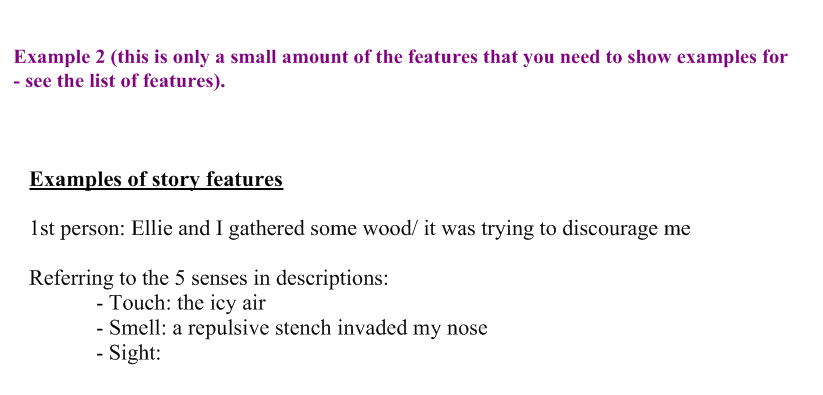 Example 2 (this is only a small amount of the features that you need to show examples for
- see the list of features).
Examples of story features
1st person: Ellie and I gathered some wood/ it was trying to discourage me
Referring to the 5 senses in descriptions:
- Touch: the icy air
- Smell: a repulsive stench invaded my nose
- Sight: